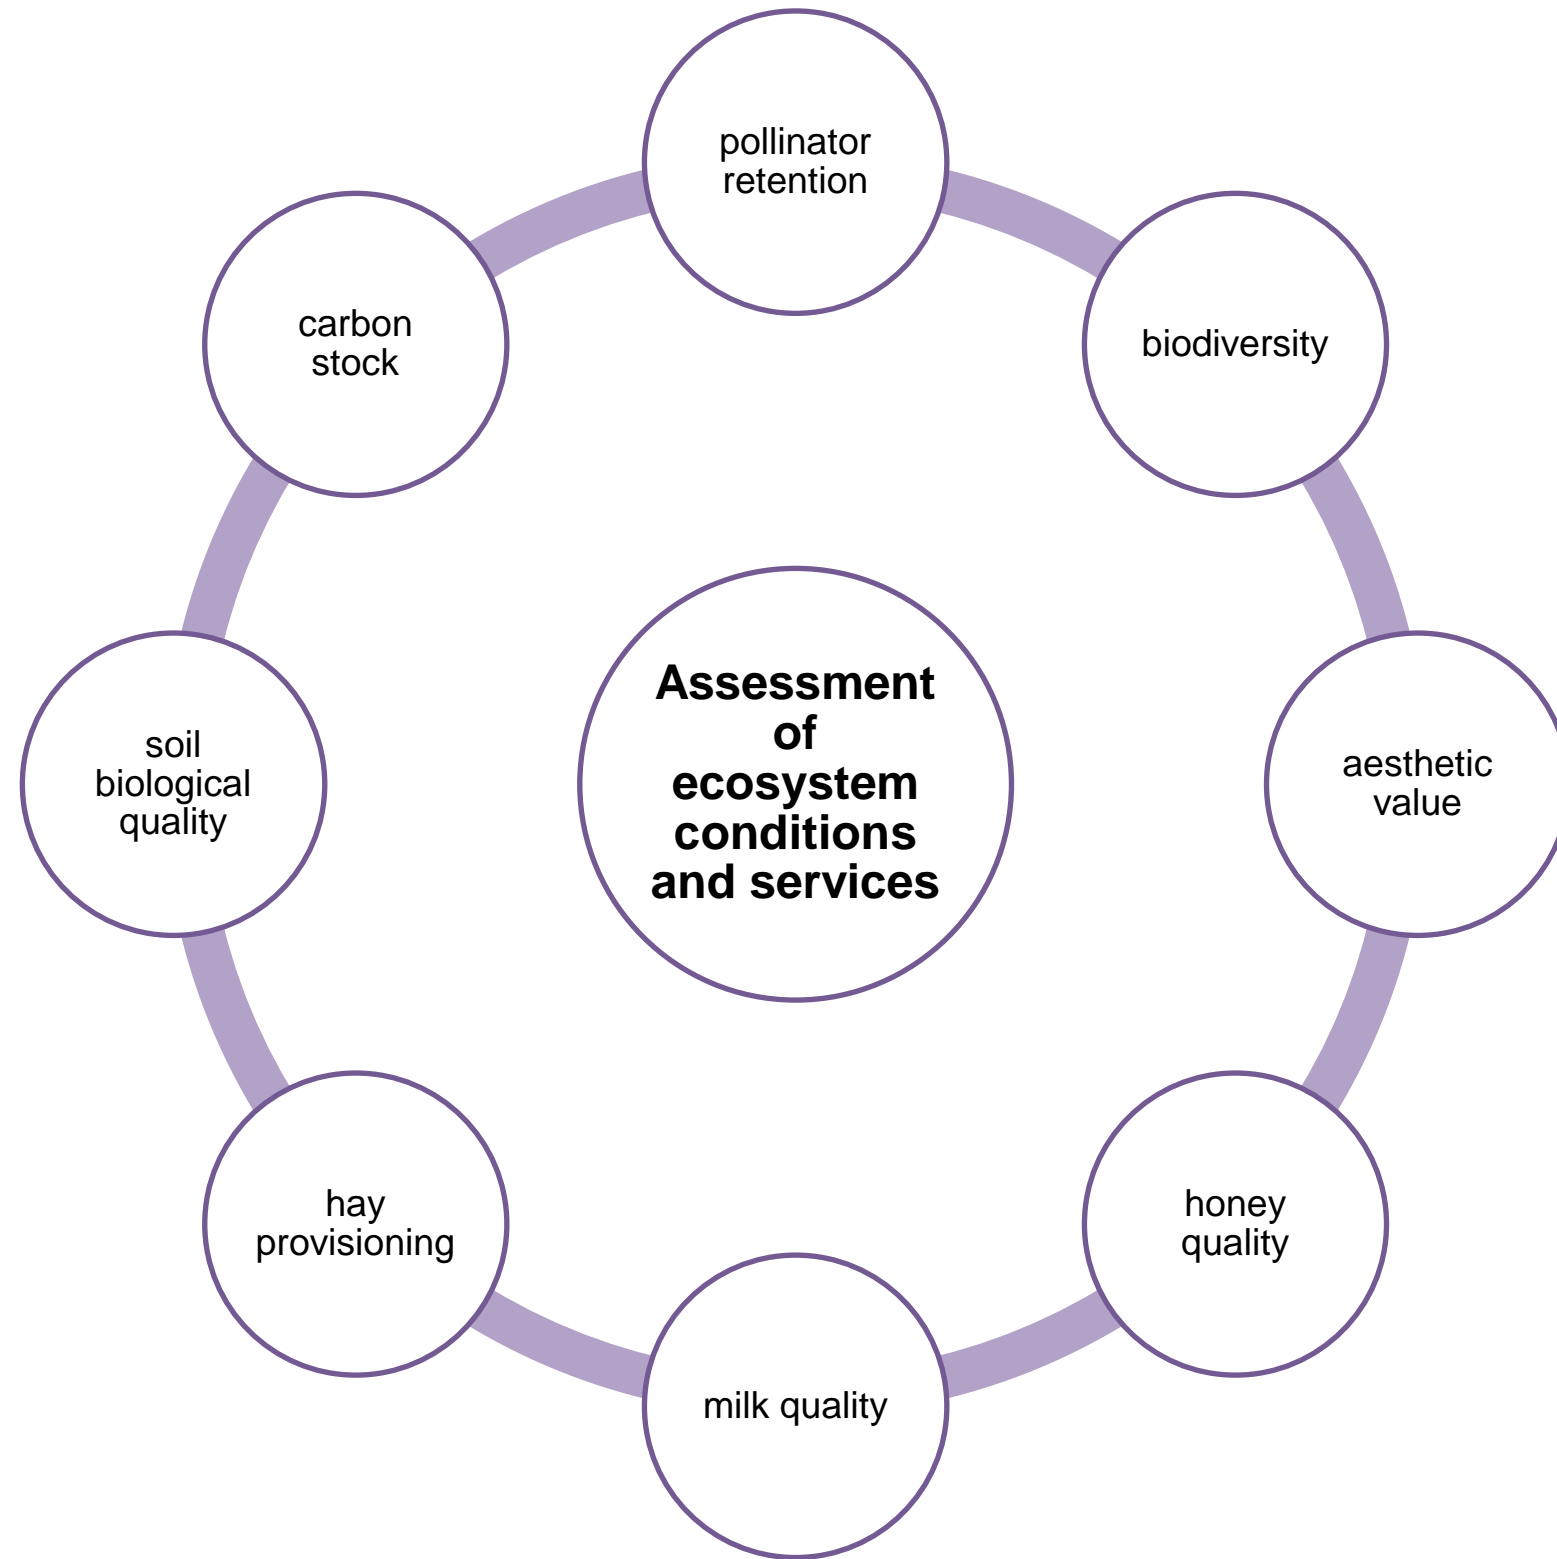 pollinator
retention
biodiversity
aesthetic
value
honey
quality
milk quality
hay
provisioning
soil
biological
quality
carbon
stock
Assessment
of
ecosystem
conditions
and services